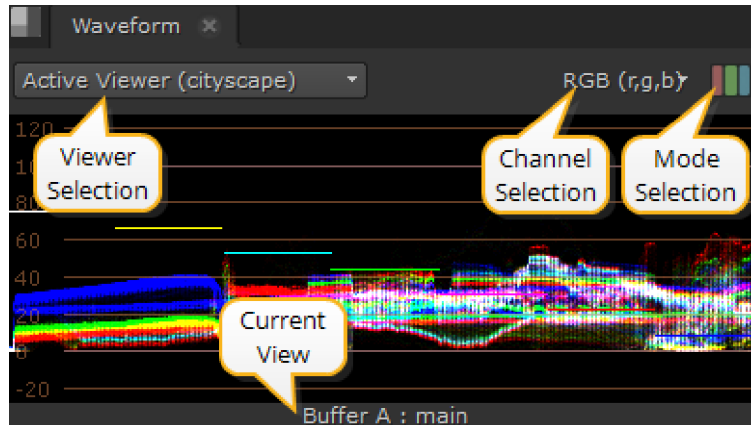 Waveform
Active Viewer (cityscape)
RGB (r,g,b)
120
Viewer
Selection
Channel
Selection
Mode
Selection
80
60
40
20
0
Current
View
-20
Buffer A : main